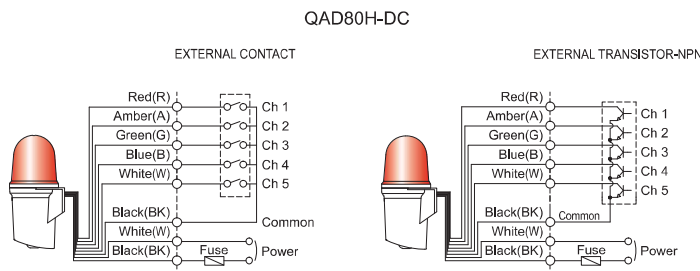 QAD80H-DC
EXTERNAL CONTACT
Red(R)
Amber(A)
Green(G)
Blue(B)
White(W)
Black(BK)
White(W)
Black(BK)
Ch 1
Ch 2
Ch 3
Ch 4
Ch 5
Common
Fuse
Power
EXTERNAL TRANSISTOR-NPN
Red(R)
Amber(A)
Green(G)
Blue(B)
White(W)
Black(BK)
White(W)
Black(BK)
Ch 1
Ch 2
Ch 3
Ch 4
Ch 5
Common
Fuse
Power